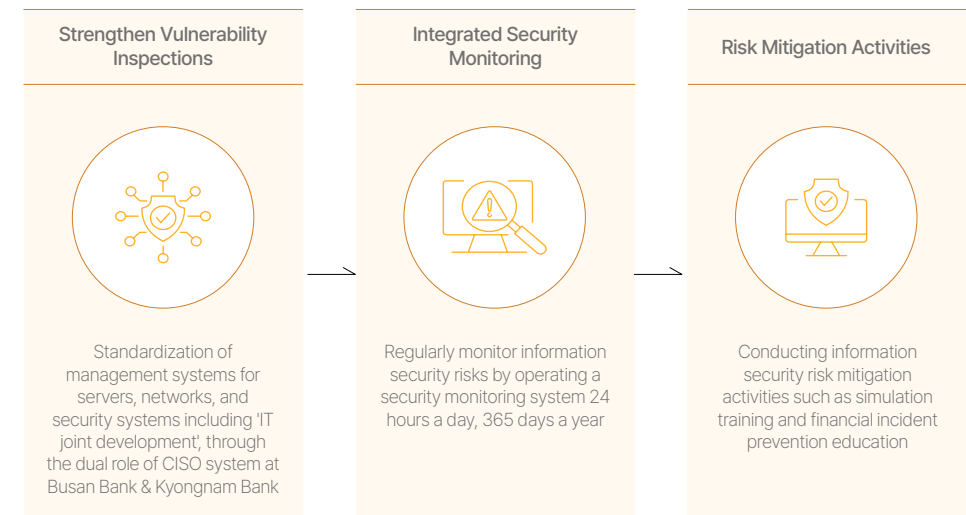 Strengthen Vulnerability
Inspections
Standardization of
management systems for
servers, networks, and
security systems including 'IT
joint development', through
the dual role of CISO system at
Busan Bank & Kyongnam Bank
Integrated Security
Monitoring
Regularly monitor information
security risks by operating a
security monitoring system 24
hours a day, 365 days a year
Risk Mitigation Activities
Conducting information
security risk mitigation
activities such as simulation
training and financial incident
prevention education